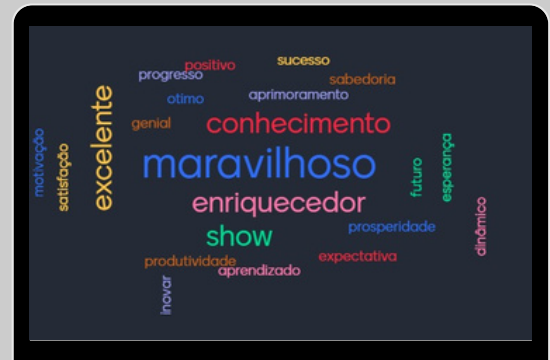 positivo
sucesso
progresso
sabedoria
otimo
aprimoramento
genial
conhecimento
motivação
satisfação
excelente
maravilhoso
futuro
esperança
enriquecedor
dinâmico
show
prosperidade
produtividade
expectativa
aprendizado
inovar